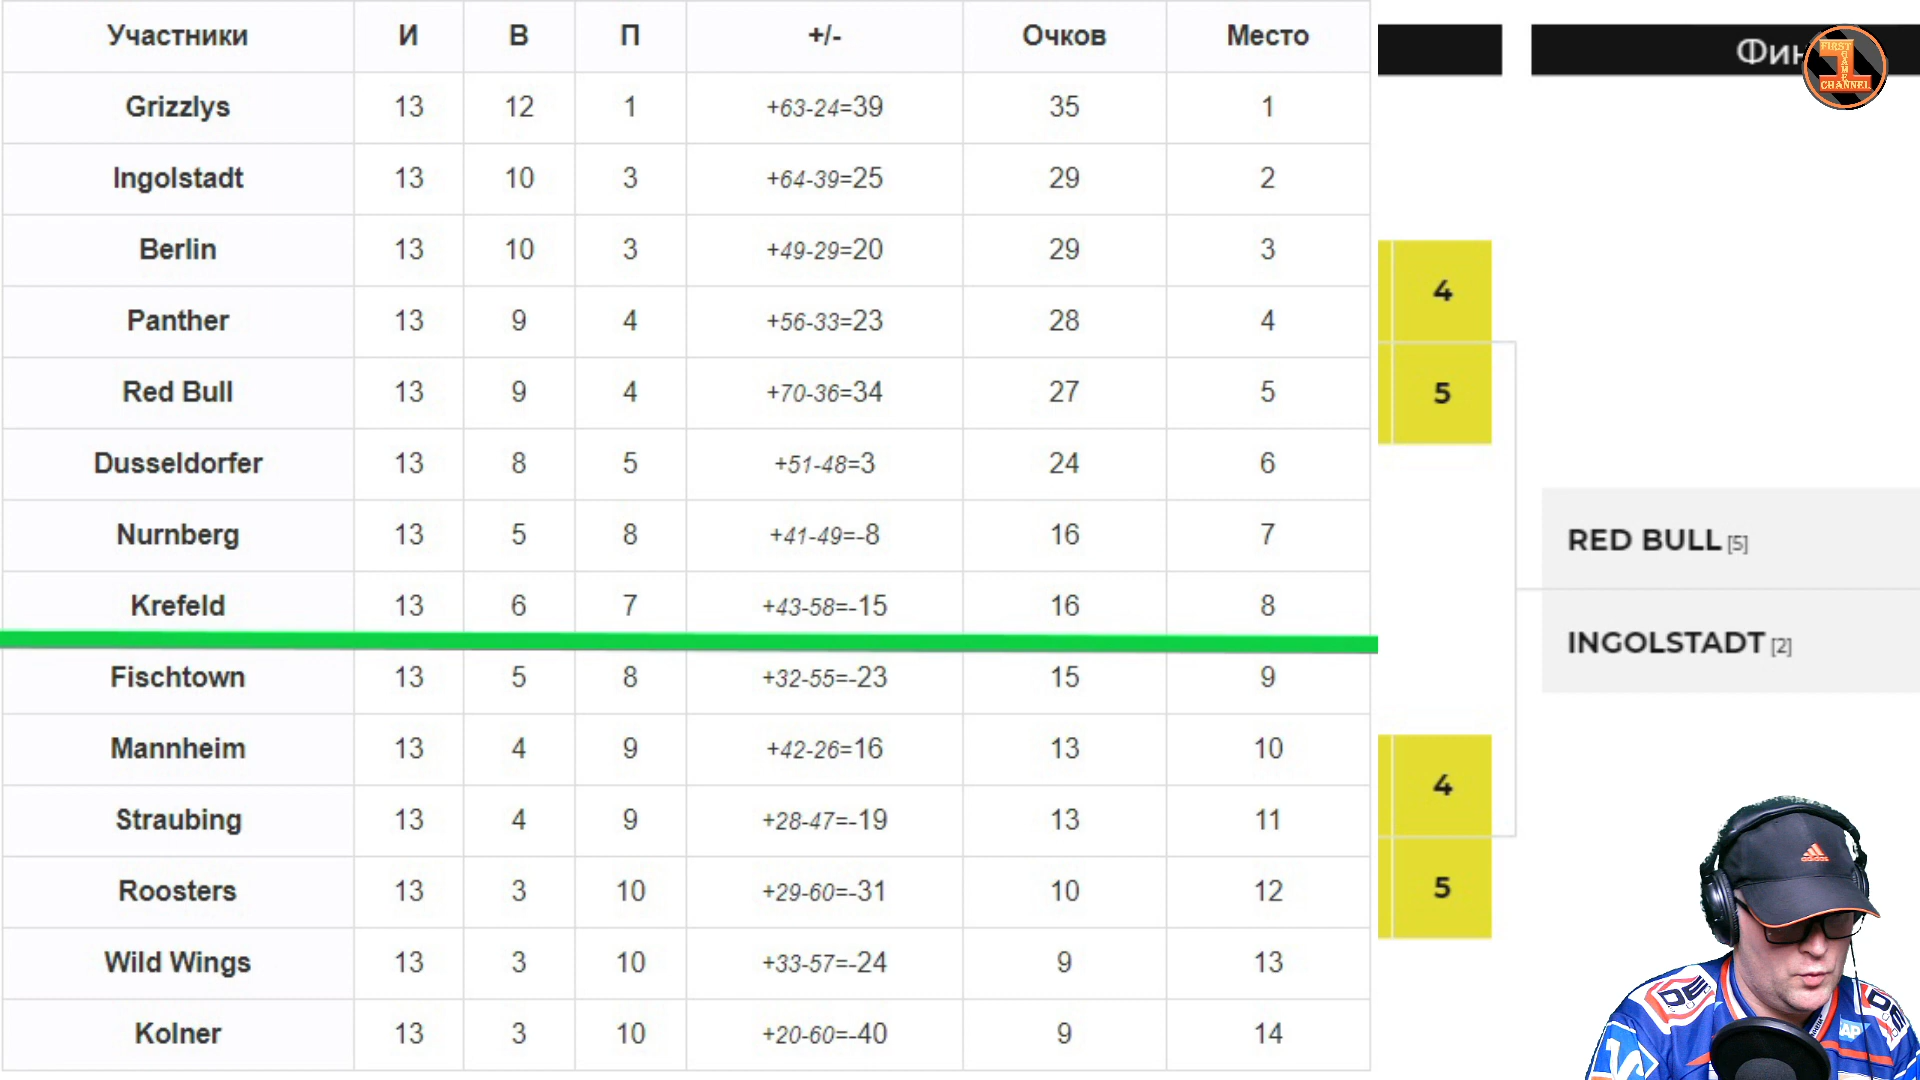 Участники И В П +/- Очков Место
Grizzlys 13 12 1 +63-24=39 35 1
Ingolstadt 13 10 3 +64-39=25 29 2
Berlin 13 10 3 +49-29=20 29 3
Panther 13 9 4 +56-33=23 28 4
Red Bull 13 9 4 +70-36=34 27 5
Dusseldorfer 13 8 5 +51-48=3 24 6
Nurnberg 13 5 8 +41-49=-8 16 7
Krefeld 13 6 7 +43-58=-15 16 8
Fischtown 13 5 8 +32-55=-23 15 9
Mannheim 13 4 9 +42-26=16 13 10
Straubing 13 4 9 +28-47=-19 13 11
Roosters 13 3 10 +29-60=-31 10 12
Wild Wings 13 3 10 +33-57=-24 9 13
Kolner 13 3 10 +20-60=-40 9 14
Фин
FIRST
GAME
CHANNEL
1
4
5
RED BULL [5]
INGOLSTADT [2]
4
5
adidas
SAP